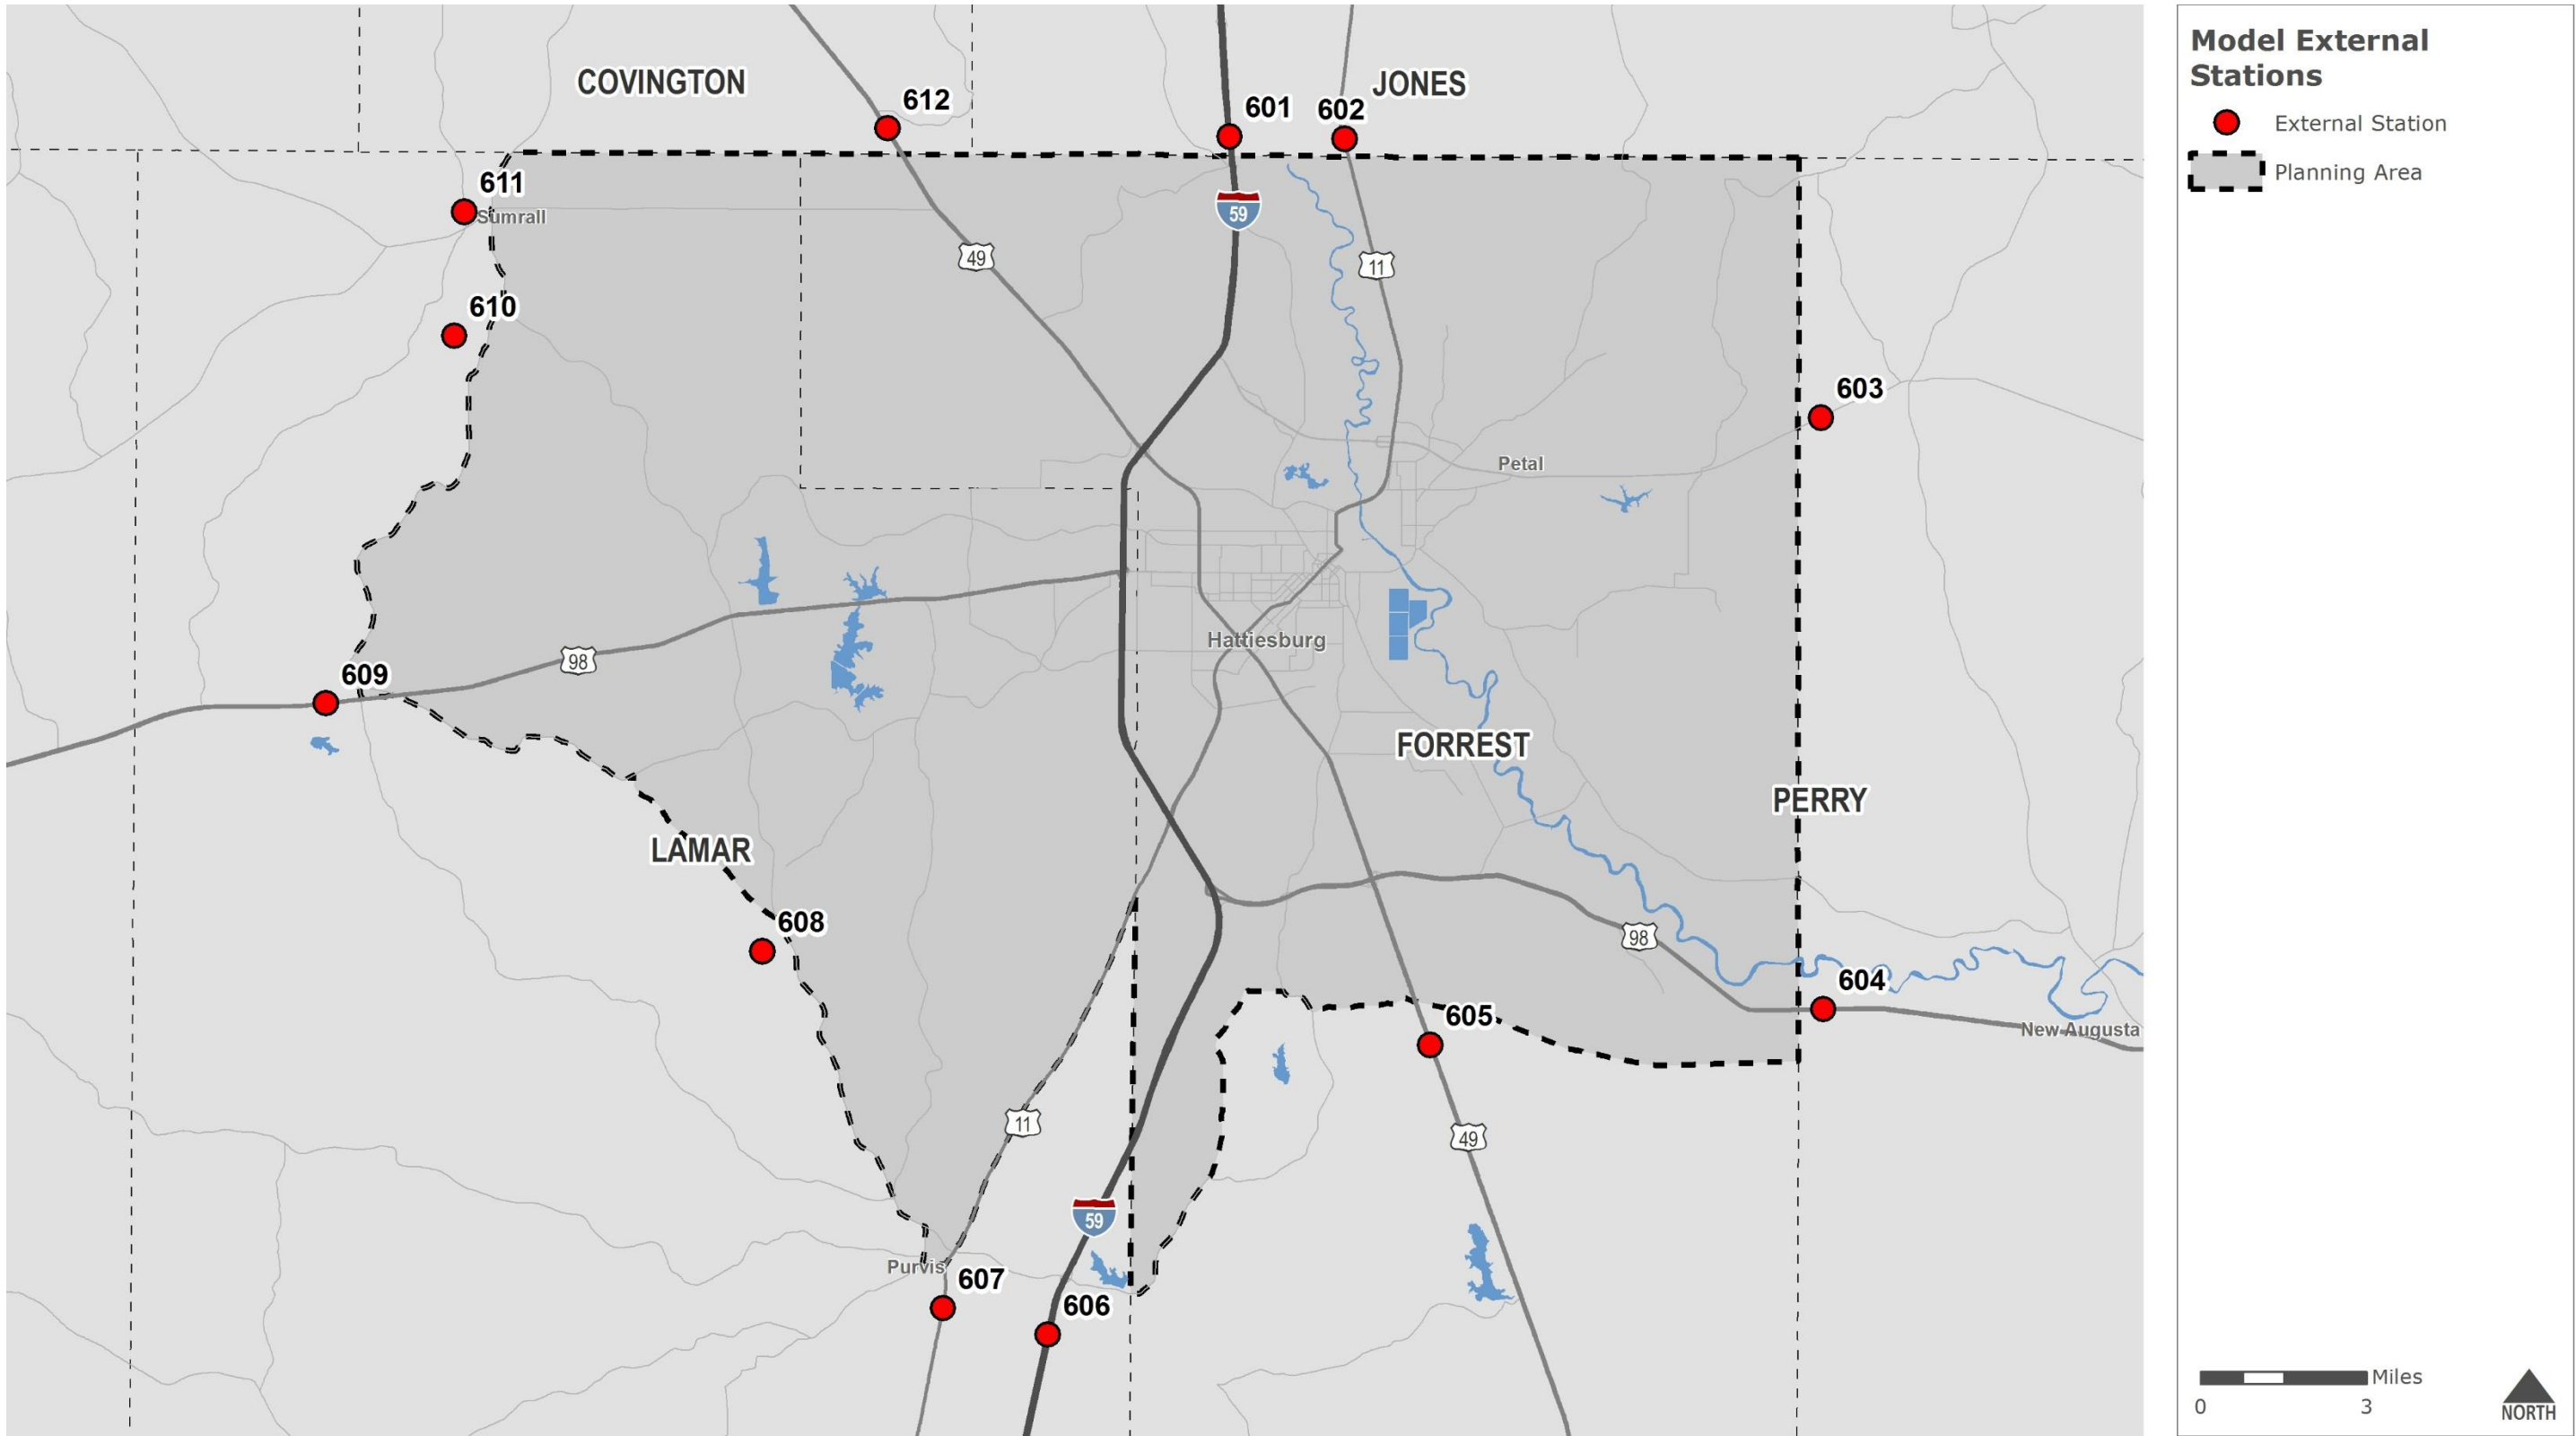 Model External
Stations
External Station
Planning Area
COVINGTON
JONES
612
601
602
611
Sumrall
59
49
11
610
603
Petal
Hattiesburg
98
609
FORREST
PERRY
LAMAR
608
98
604
605
New Augusta
11
49
59
Purvis
607
606
Miles
0 3
NORTH